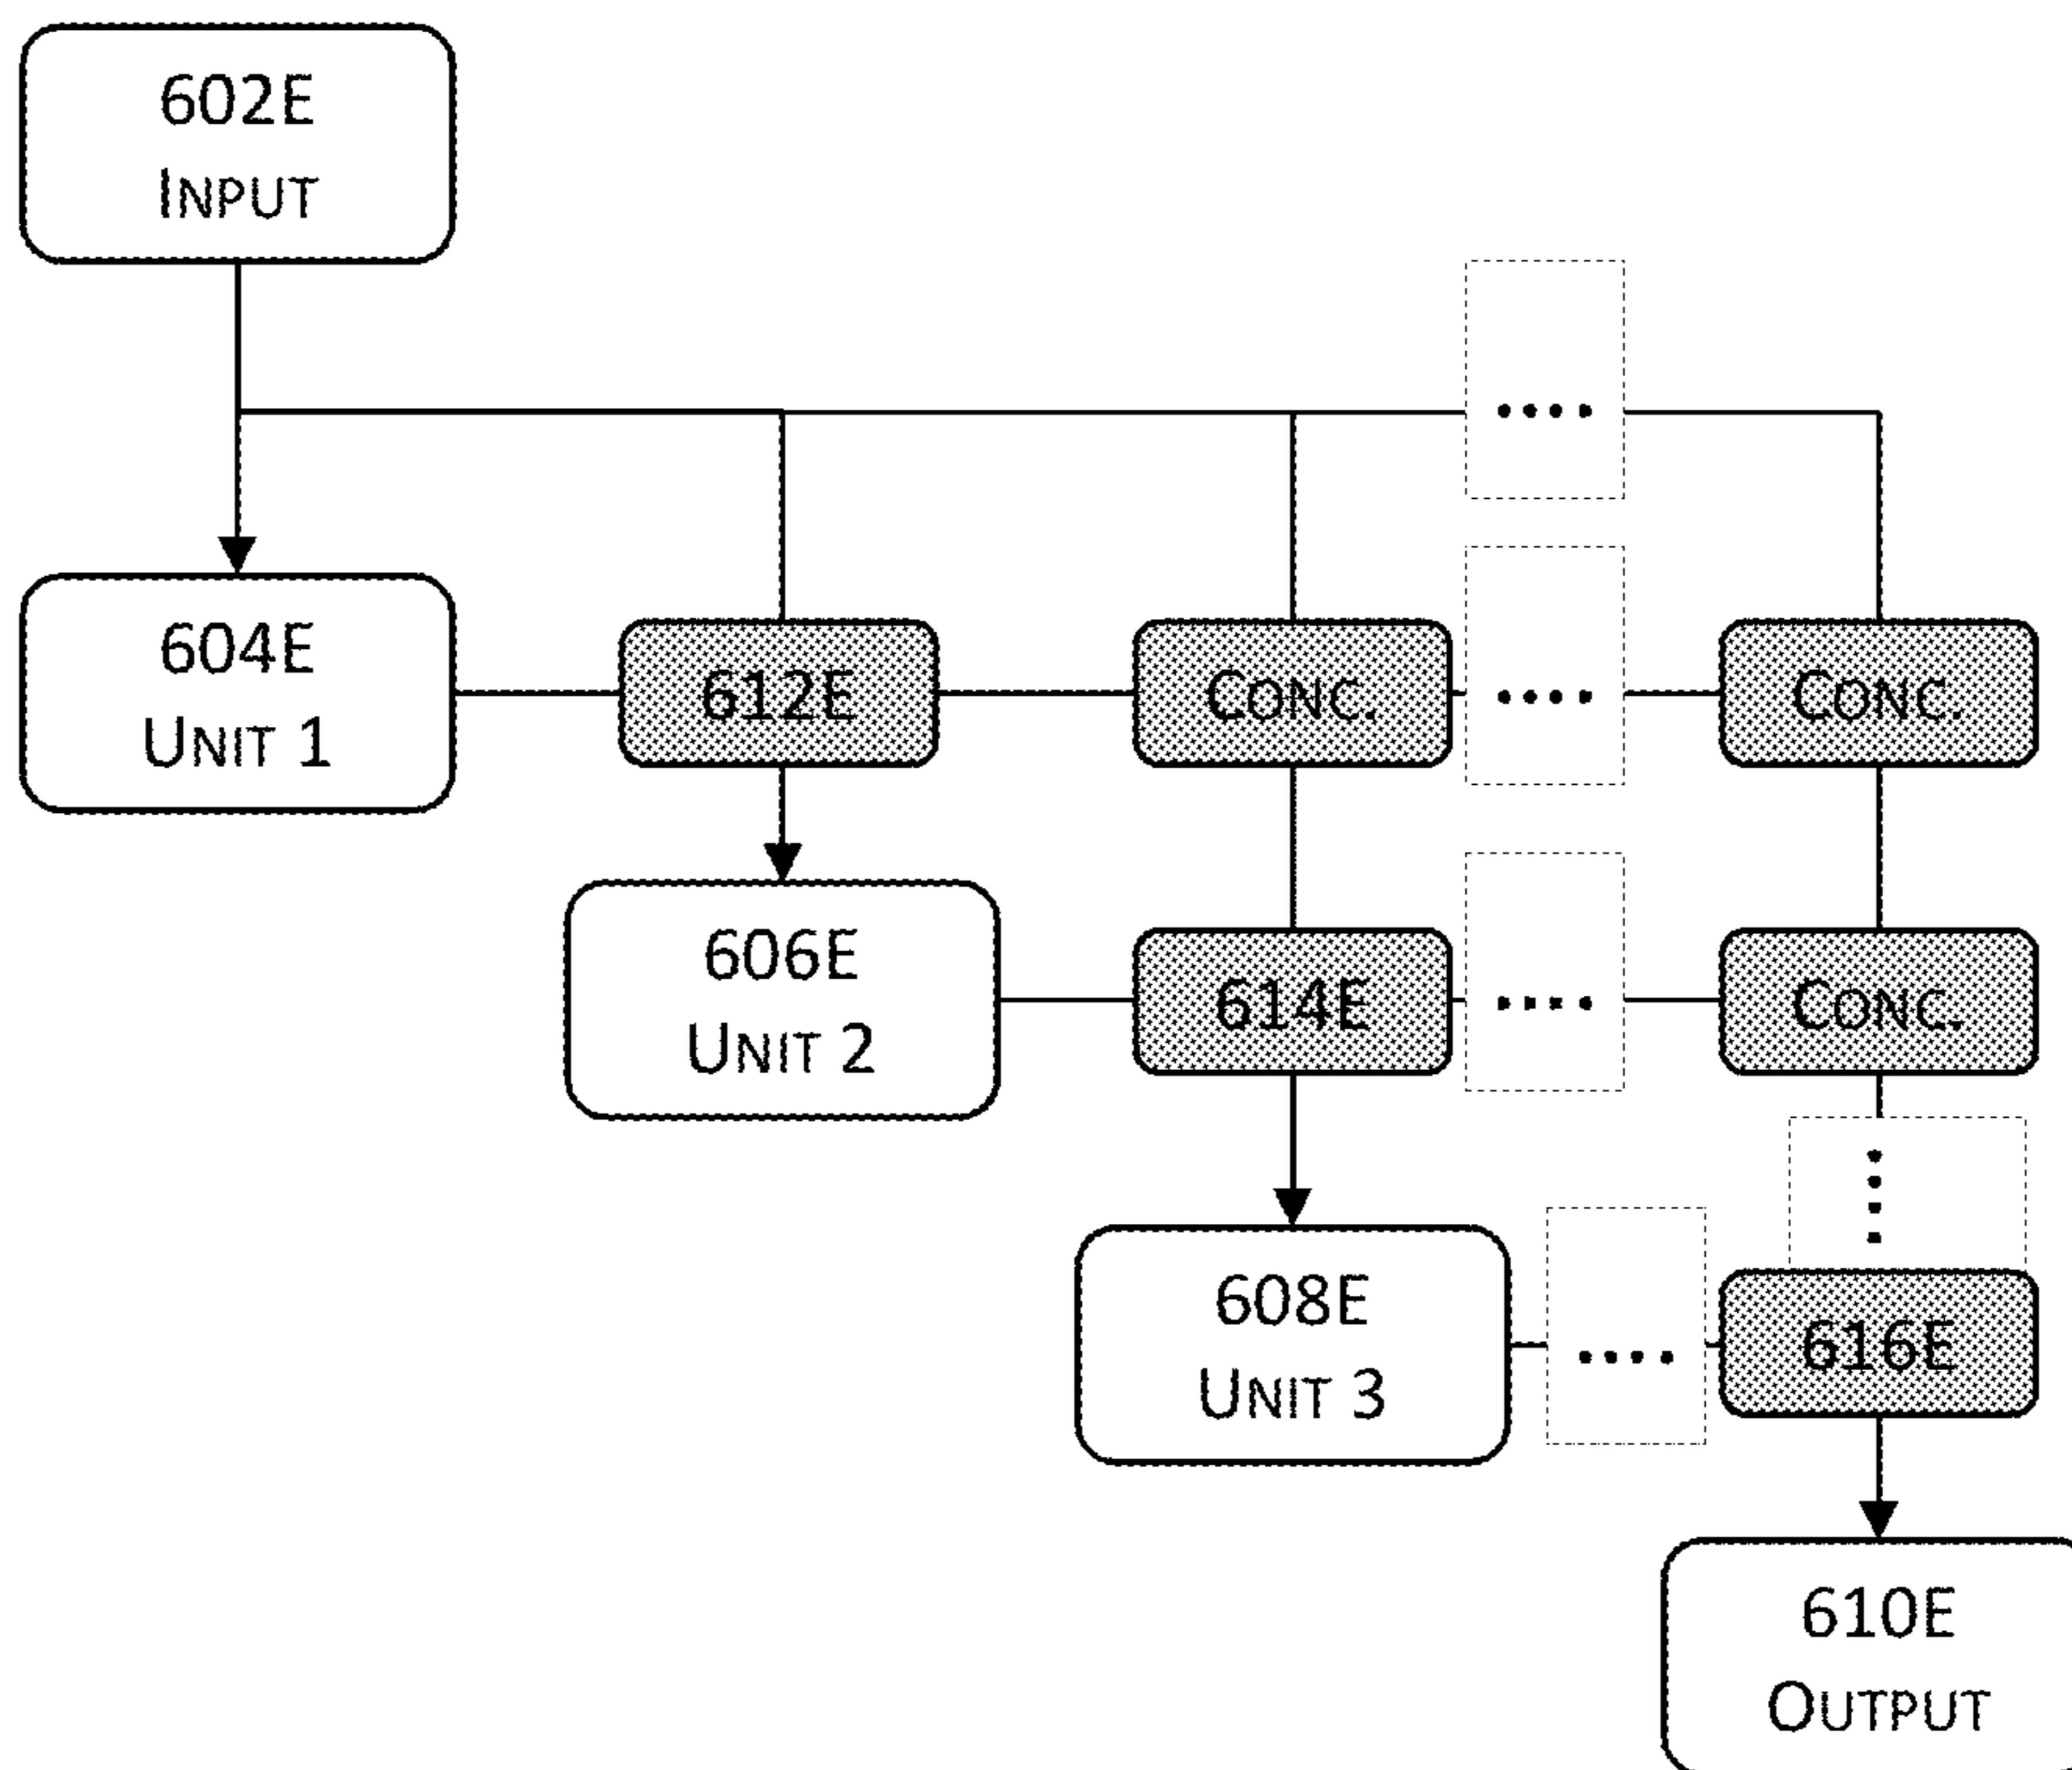 602E
INPUT
....
604E
UNIT 1
612E
CONC.
....
CONC.
606E
UNIT 2
614E
....
CONC.
....
608E
UNIT 3
....
616E
610E
OUTPUT